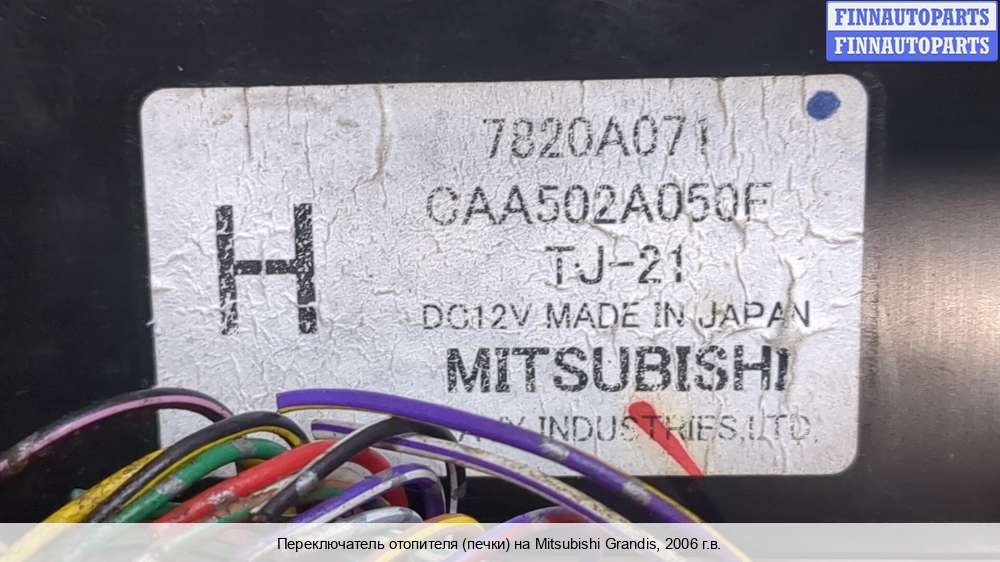 FINNAUTOPARTS
FINNAUTOPARTS
7820A071
CAA502A050F
H
TJ-21
DC12V MADE IN JAPAN
MITSUBISHI
INDUSTRIES,LTD.
Переключатель отопителя (печки) на Mitsubishi Grandis, 2006 г.в.